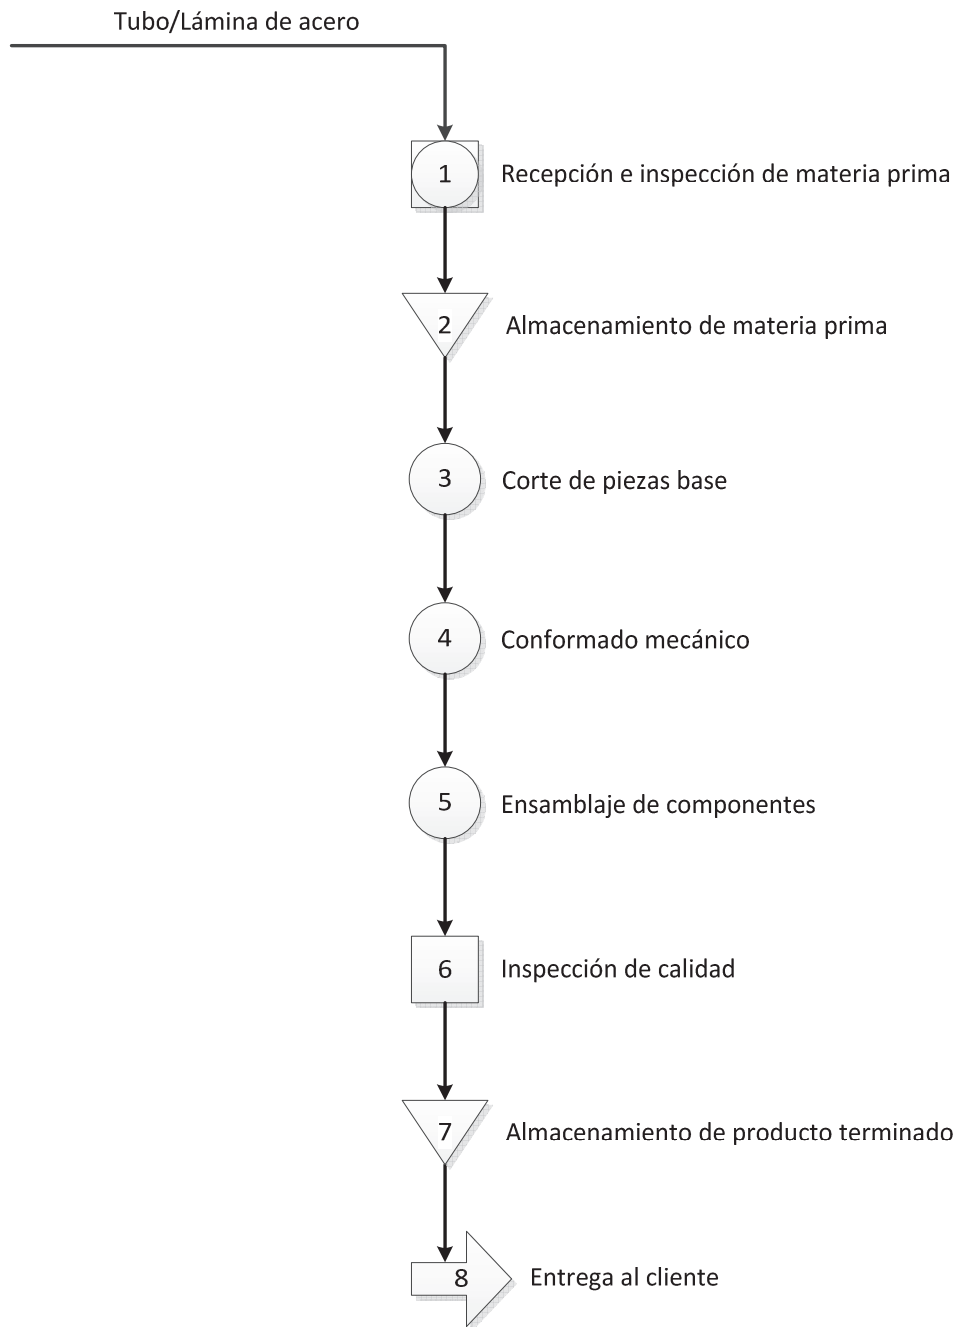 Tubo/Lámina de acero
1 Recepción e inspección de materia prima
2 Almacenamiento de materia prima
3 Corte de piezas base
4 Conformado mecánico
5 Ensamblaje de componentes
6 Inspección de calidad
7 Almacenamiento de producto terminado
8 Entrega al cliente